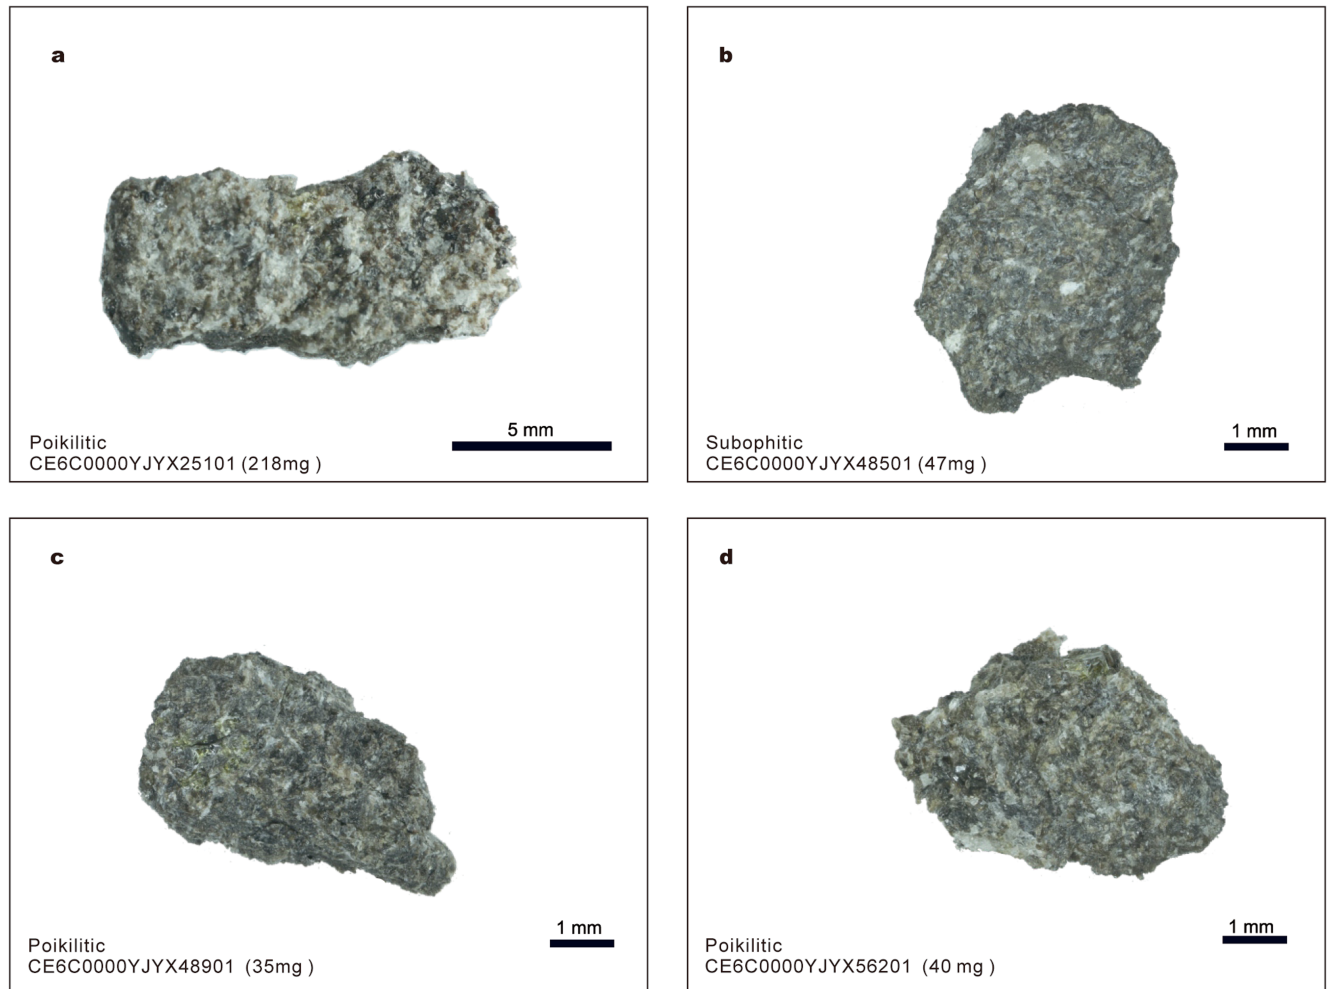 a
5 mm
Poikilitic
CE6C0000YJYX25101 (218mg )
b
1 mm
Subophitic
CE6C0000YJYX48501 (47mg )
c
1 mm
Poikilitic
CE6C0000YJYX48901 (35mg )
d
1 mm
Poikilitic
CE6C0000YJYX56201 (40 mg )